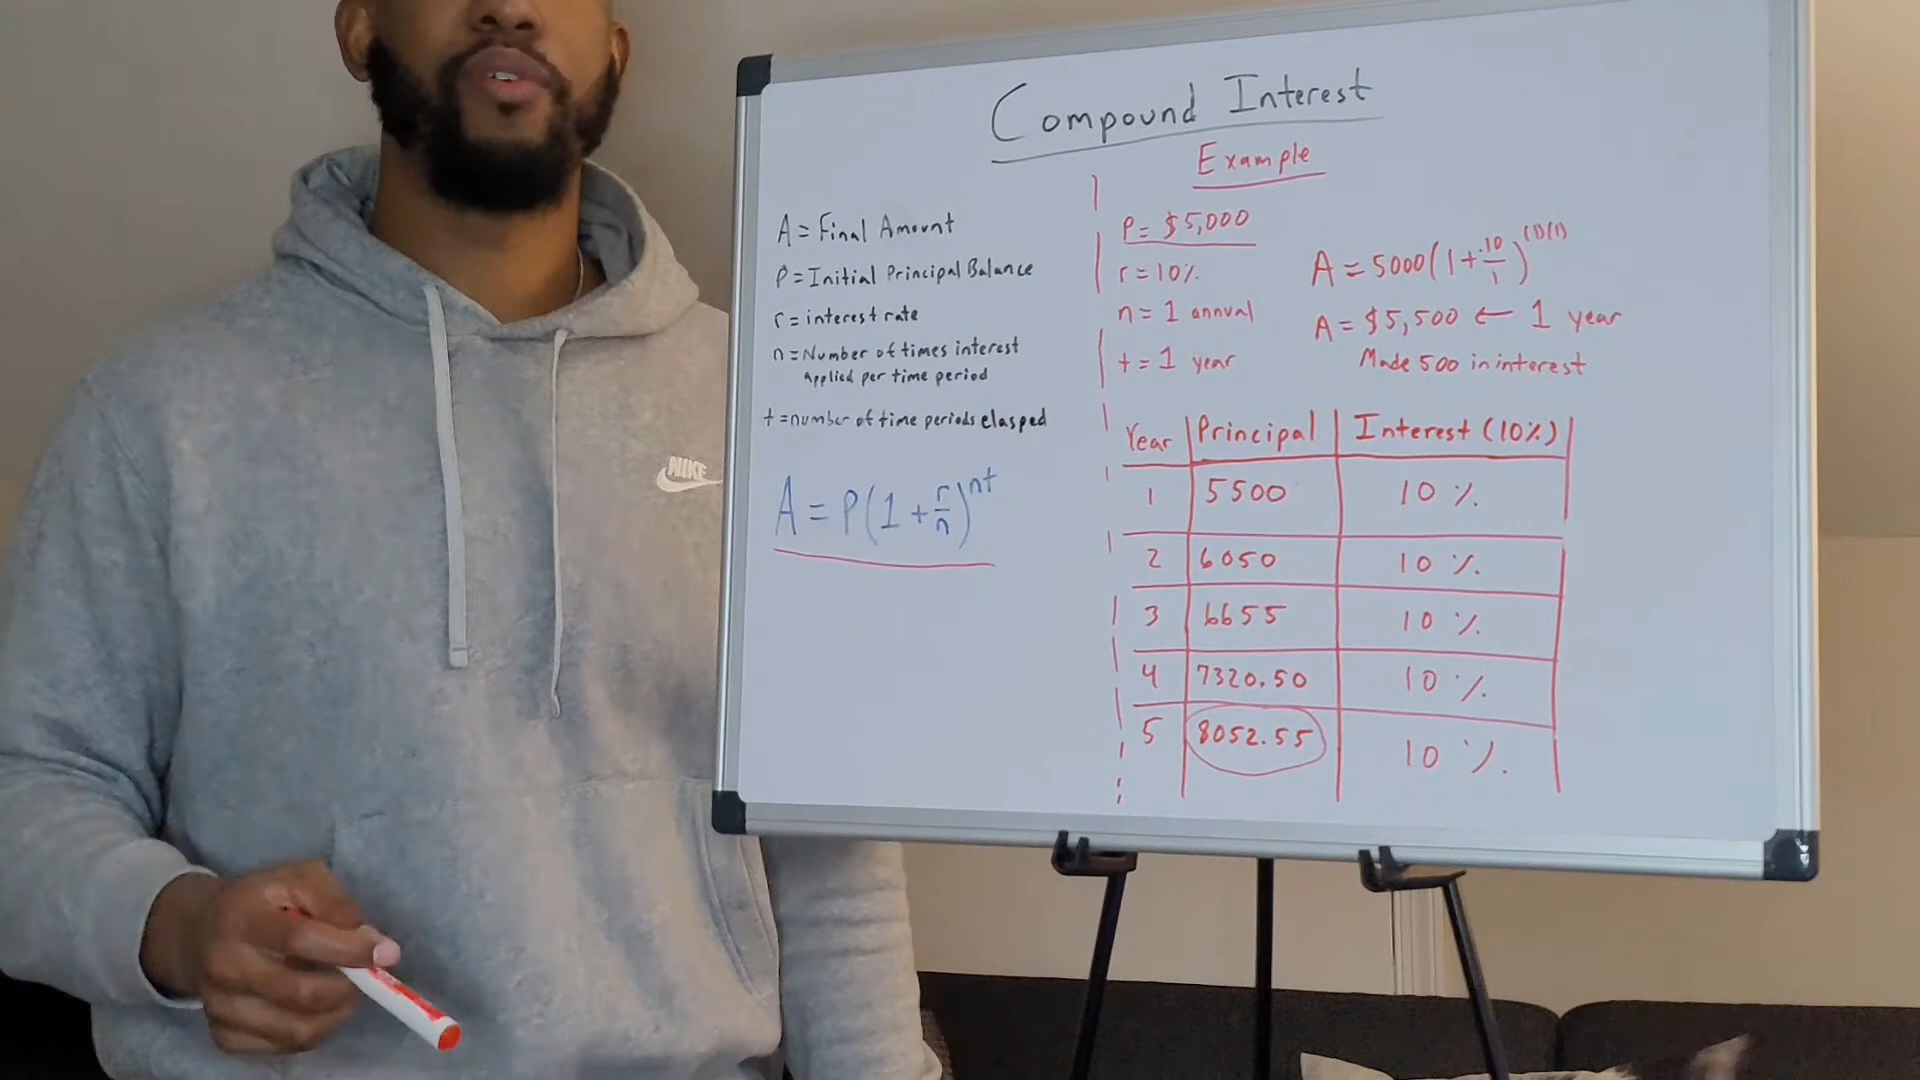 Compound Interest
A = Final Amount
P = Initial Principal Balance
r = interest rate
n = Number of times interest
applied per time period
t = number of time periods elasped
A = P(1 + r/n)^nt
Example
P = $5,000
r = 10%
n = 1 annual
t = 1 year
A = 5000(1 + .10/1)^(1)(1)
A = $5,500 ← 1 year
Made 500 in interest
Year Principal Interest (10%)
1 5500 10%
2 6050 10%
3 6655 10%
4 7320.50 10%
5 8052.55 10%
NIKE